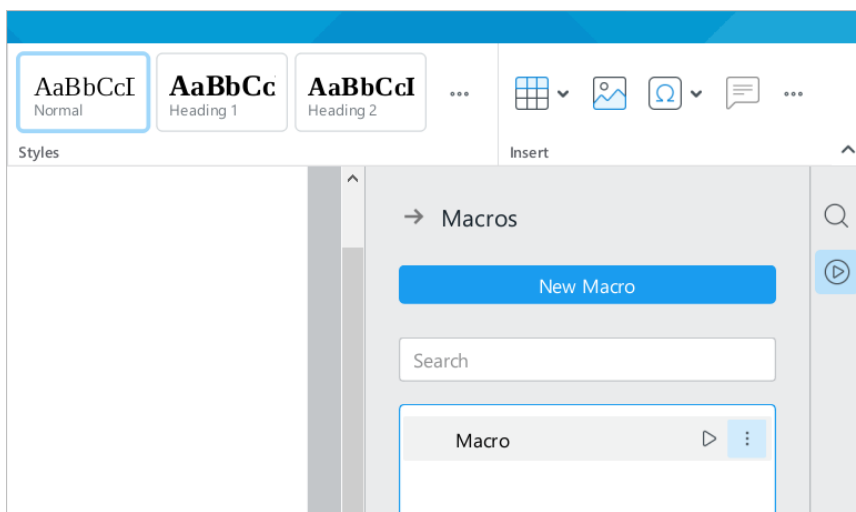 AaBbCcI AaBbCc AaBbCcI
Normal Heading 1 Heading 2
Styles Insert
Macros
New Macro
Search
Macro